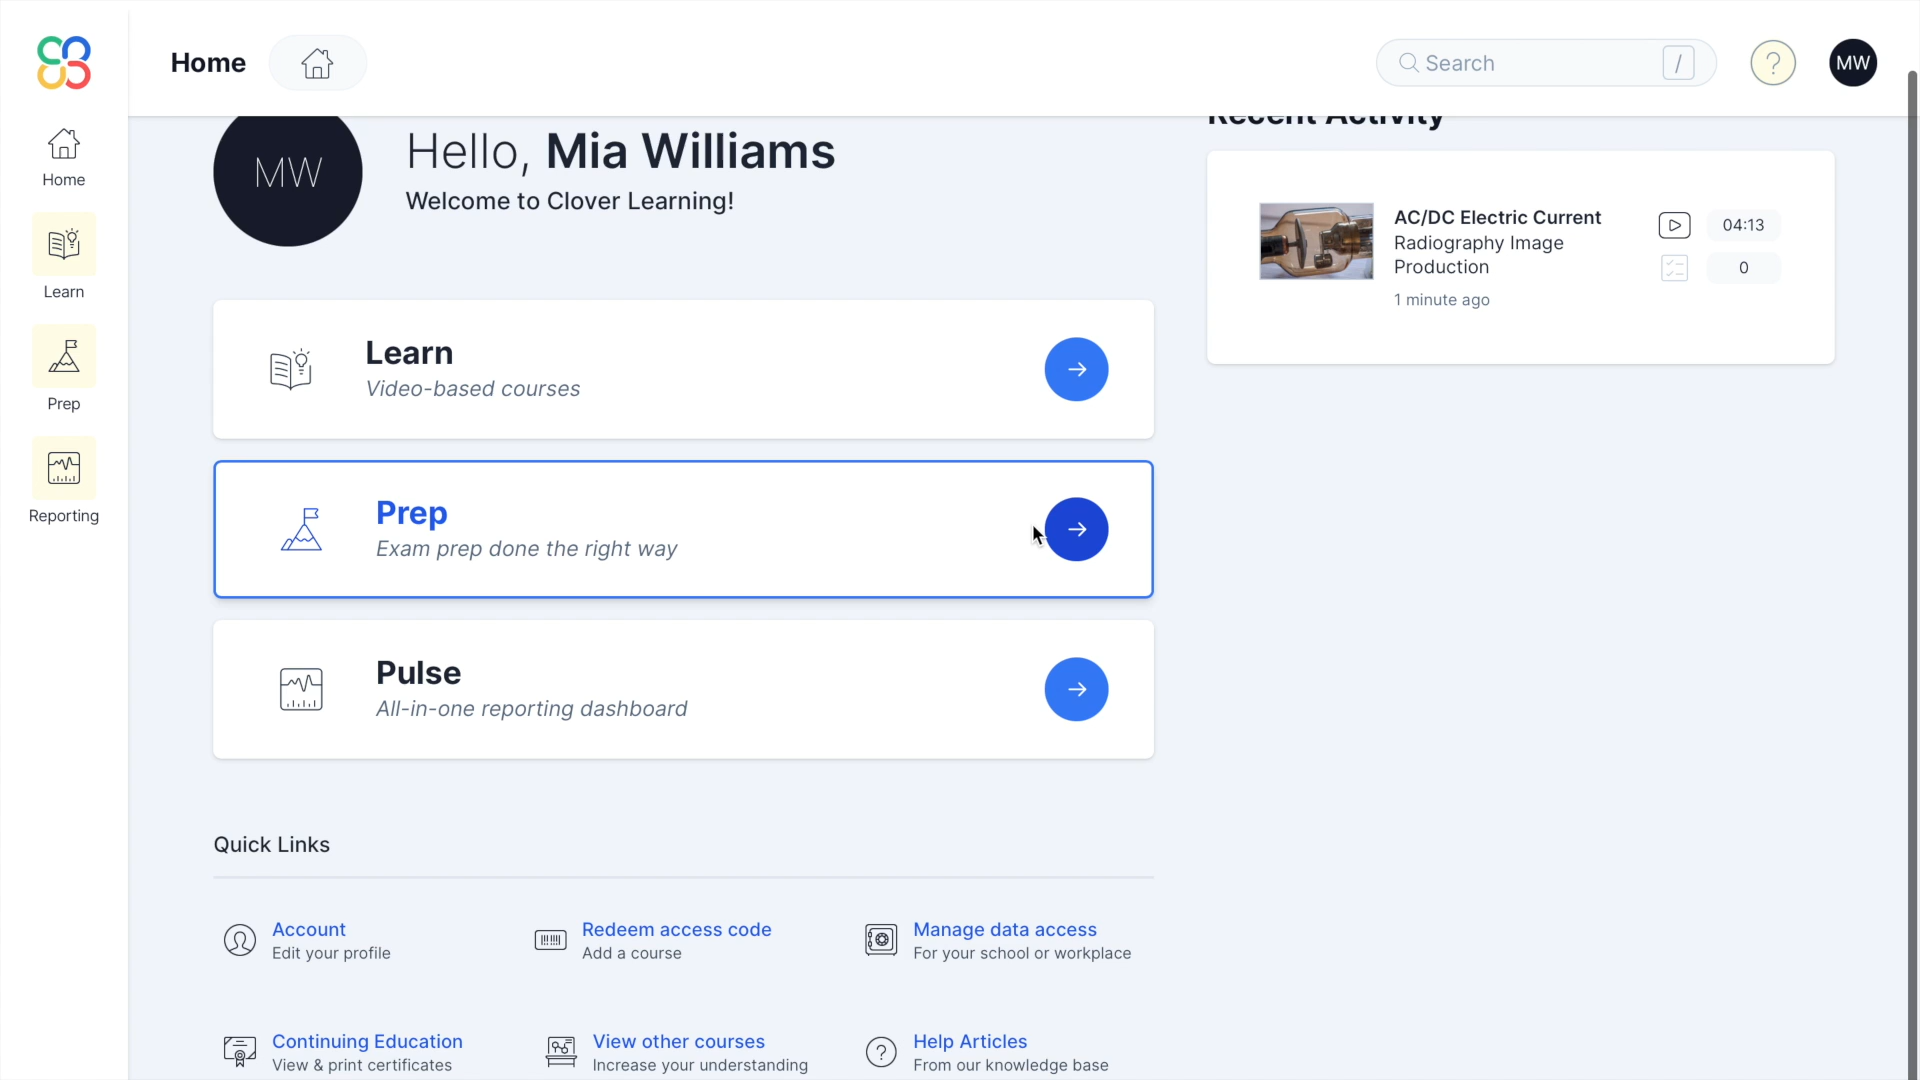 Home
Search
/
?
MW
Home
Learn
Prep
Reporting
MW
Hello, Mia Williams
Welcome to Clover Learning!
Learn
Video-based courses
Prep
Exam prep done the right way
Pulse
All-in-one reporting dashboard
Recent Activity
AC/DC Electric Current
Radiography Image
Production
1 minute ago
04:13
0
Quick Links
Account
Edit your profile
Redeem access code
Add a course
Manage data access
For your school or workplace
Continuing Education
View & print certificates
View other courses
Increase your understanding
?
Help Articles
From our knowledge base